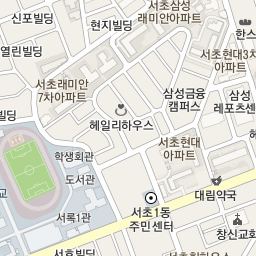 신포빌딩
현지빌딩
서초삼성
래미안아파트
한스
열린빌딩
서초현대3차
아파트
서초래미안
7차아파트
삼성금융
캠퍼스
삼성
레포츠센
헤일리하우스
서초현대
아파트
학생회관
도서관
대림약국
서록1관
서초1동
주민센터
창신교회
서호빌딩